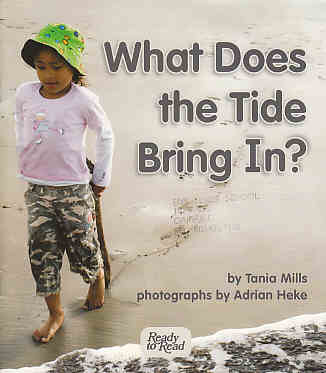 What Does
the Tide
Bring In?
by Tania Mills
photographs by Adrian Heke
Ready
to Read